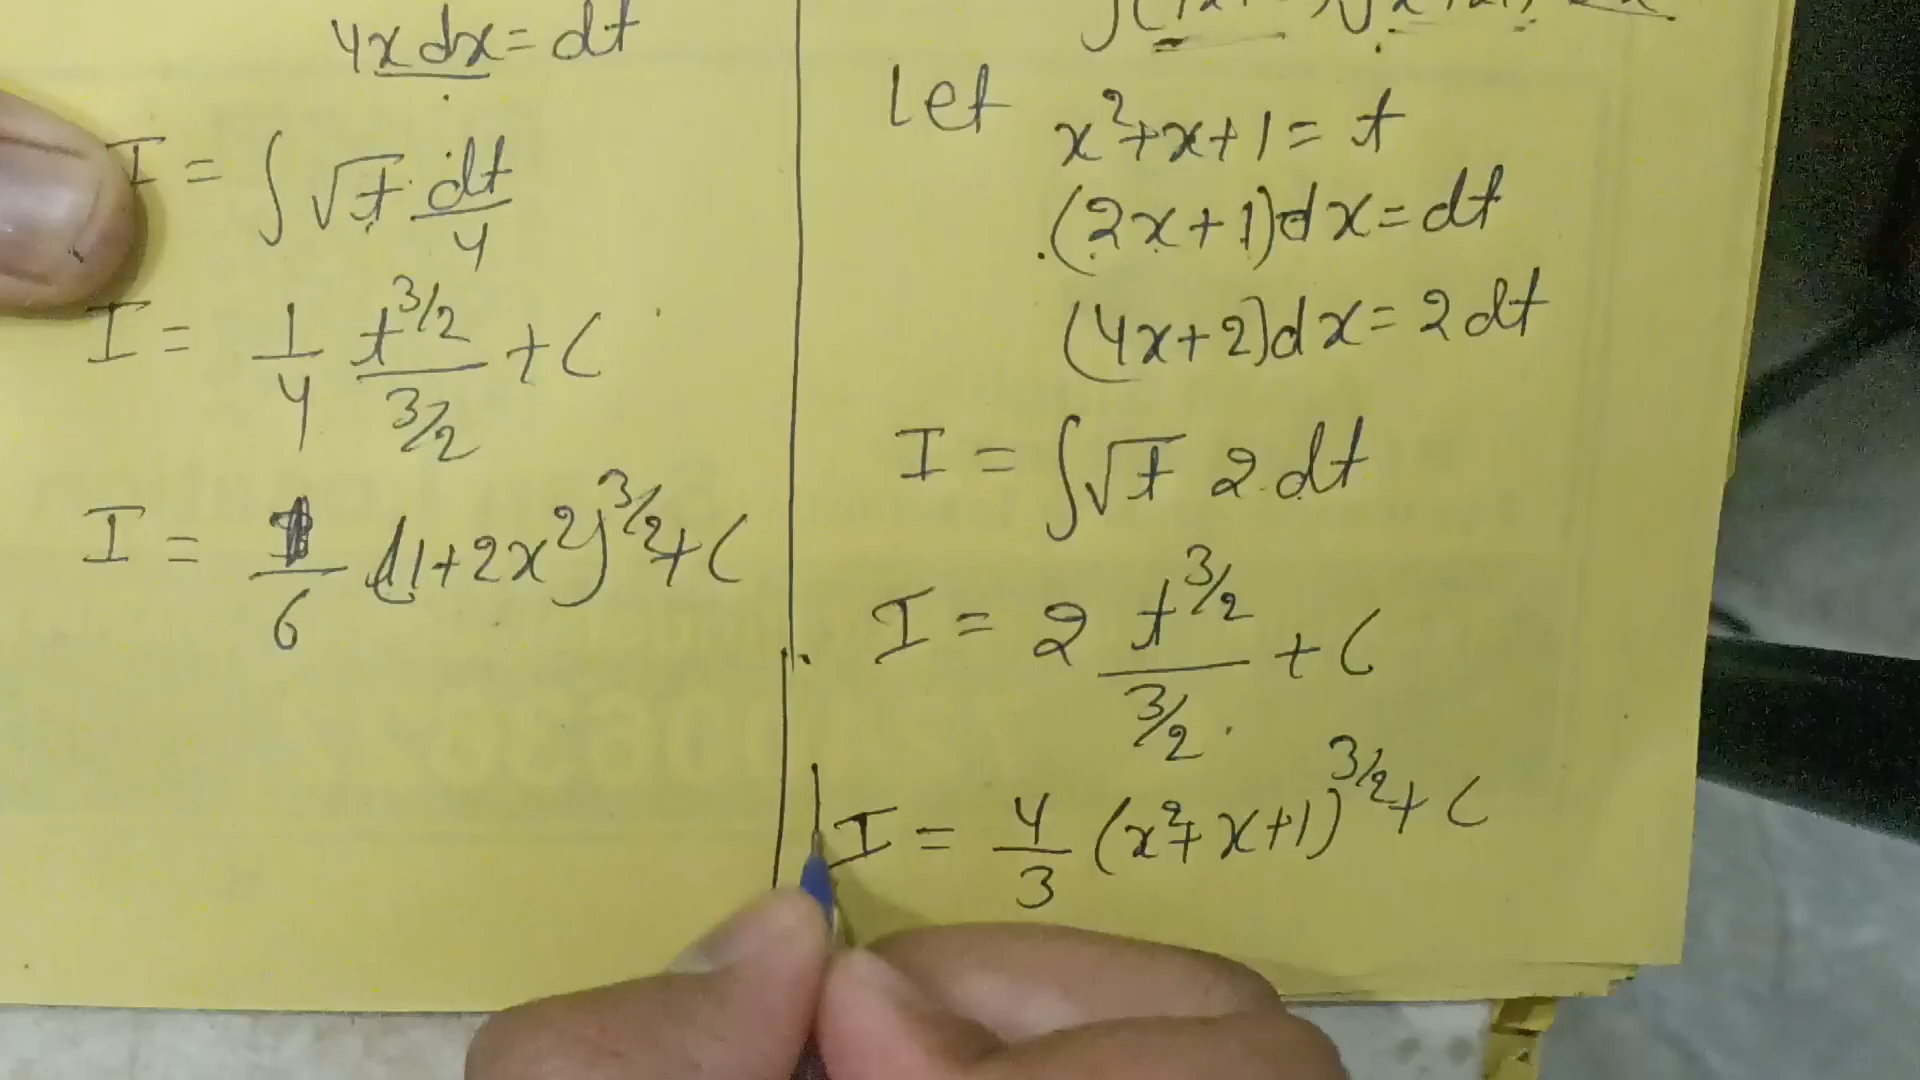 4x dx = dt
I = ∫√t dt/4
I = 1/4 t^3/2 / 3/2 + C
I = 1/6 (1+2x²)^3/2 + C
Let x²+x+1 = t
(2x+1)dx = dt
(4x+2)dx = 2dt
I = ∫√t 2dt
I = 2 t^3/2 / 3/2 + C
I = 4/3 (x²+x+1)^3/2 + C